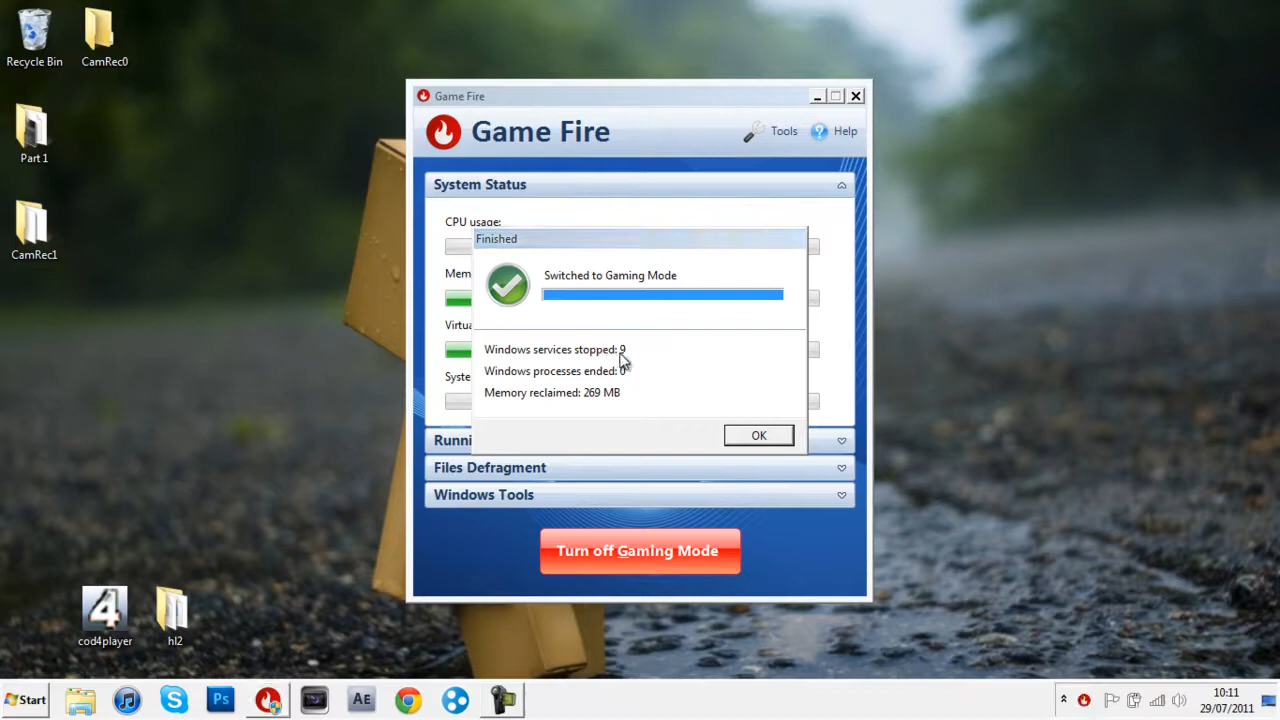 Recycle Bin
CamRec0
Part 1
CamRec1
cod4player
hl2
Game Fire
Game Fire
Tools
Help
System Status
CPU usage:
Finished
Switched to Gaming Mode
Windows services stopped: 9
Windows processes ended: 0
Memory reclaimed: 269 MB
OK
Files Defragment
Windows Tools
Turn off Gaming Mode
Start
Ps
AE
10:11
29/07/2011